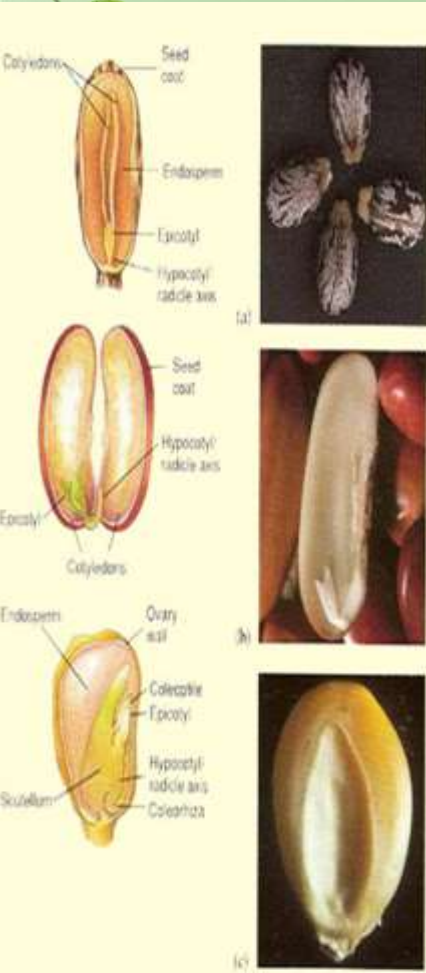 Cotyledons
Seed
coat
Endosperm
Epicotyl
Hypocotyl/
radicle axis
(a)
Seed
coat
Hypocotyl/
radicle axis
Epicotyl
Cotyledons
(b)
Endosperm
Ovary
wall
Coleoptile
Epicotyl
Hypocotyl/
radicle axis
Scutellum
Coleorhiza
(c)